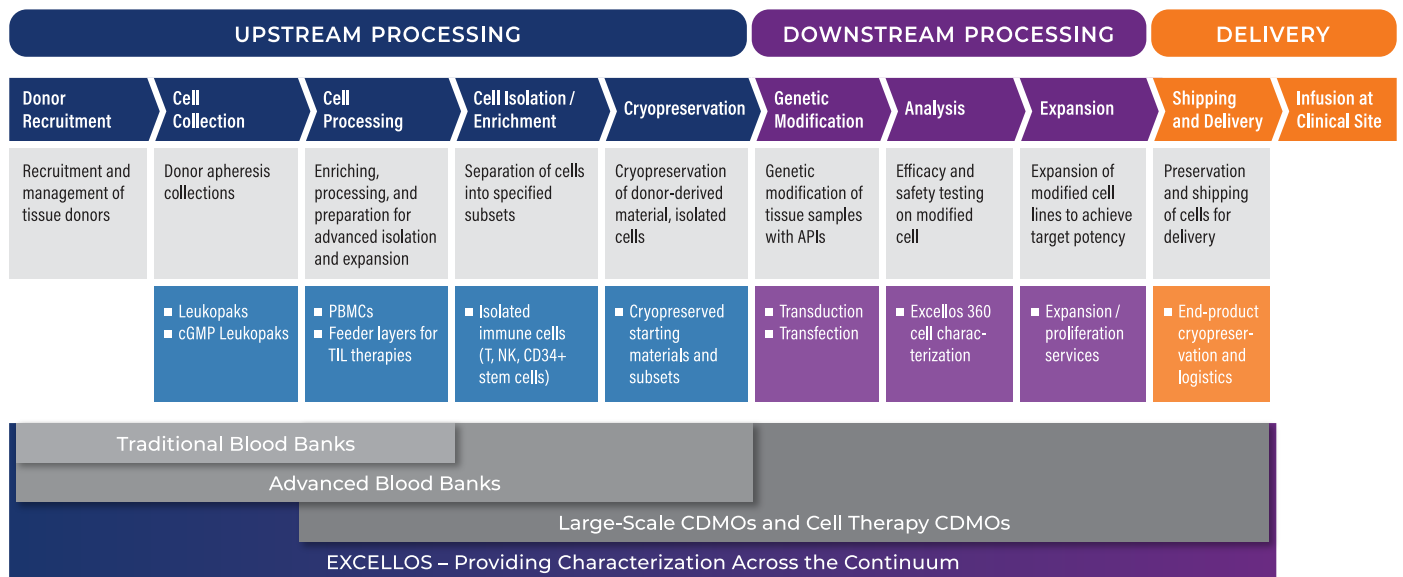 UPSTREAM PROCESSING
DOWNSTREAM PROCESSING
DELIVERY
Donor
Recruitment
Cell
Collection
Cell
Processing
Cell Isolation /
Enrichment
Cryopreservation
Genetic
Modification
Analysis
Expansion
Shipping
and Delivery
Infusion at
Clinical Site
Recruitment and
management of
tissue donors
Donor apheresis
collections
Enriching,
processing, and
preparation for
advanced isolation
and expansion
Separation of cells
into specified
subsets
Cryopreservation
of donor-derived
material, isolated
cells
Genetic
modification of
tissue samples
with APIs
Efficacy and
safety testing
on modified
cell
Expansion of
modified cell
lines to achieve
target potency
Preservation
and shipping
of cells for
delivery
▪ Leukopaks
▪ cGMP Leukopaks
▪ PBMCs
▪ Feeder layers for
TIL therapies
▪ Isolated
immune cells
(T, NK, CD34+
stem cells)
▪ Cryopreserved
starting
materials and
subsets
▪ Transduction
▪ Transfection
▪ Excellos 360
cell charac-
terization
▪ Expansion /
proliferation
services
▪ End-product
cryopreser-
vation and
logistics
Traditional Blood Banks
Advanced Blood Banks
Large-Scale CDMOs and Cell Therapy CDMOs
EXCELLOS – Providing Characterization Across the Continuum